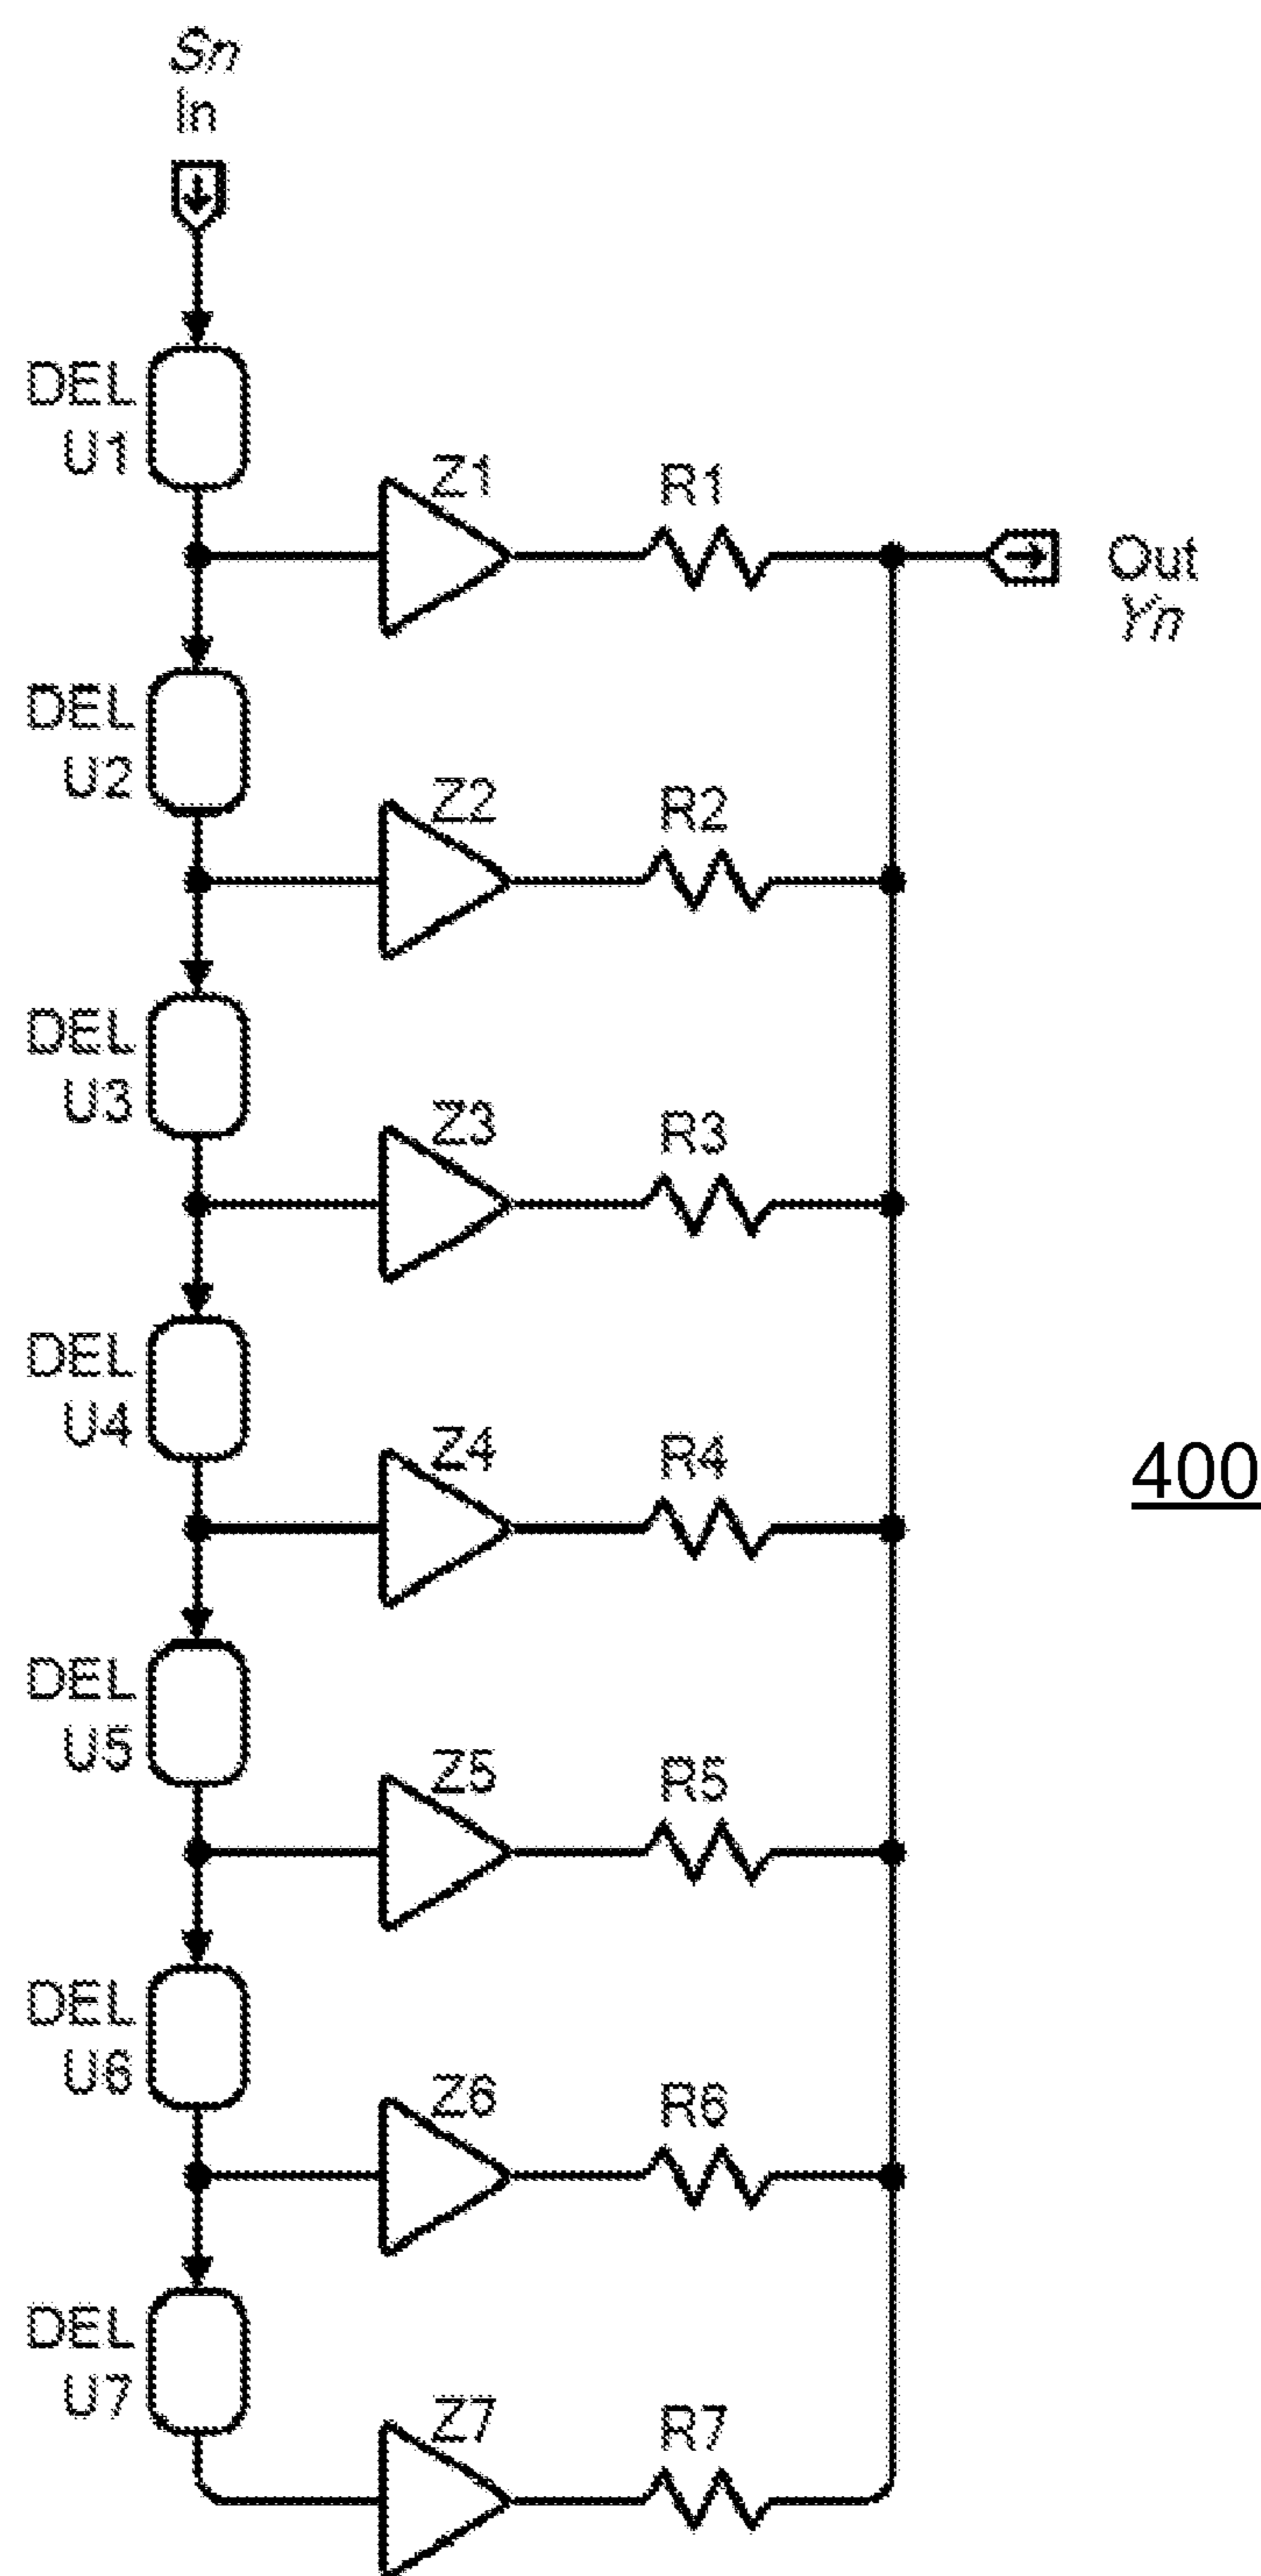 Sn
In
DEL
U1
Z1
R1
Out
Yn
DEL
U2
Z2
R2
DEL
U3
Z3
R3
DEL
U4
Z4
R4
400
DEL
U5
Z5
R5
DEL
U6
Z6
R6
DEL
U7
Z7
R7